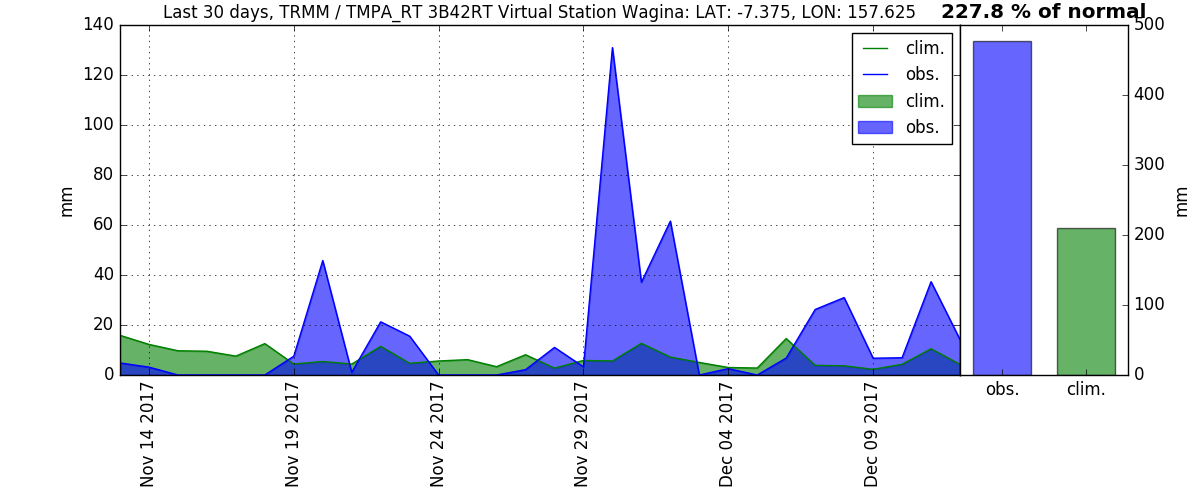 Last 30 days, TRMM / TMPA_RT 3B42RT Virtual Station Wagina: LAT: -7.375, LON: 157.625
227.8 % of normal
140
120
100
80
60
40
20
0
mm
Nov 14 2017
Nov 19 2017
Nov 24 2017
Nov 29 2017
Dec 04 2017
Dec 09 2017
clim.
obs.
clim.
obs.
500
400
300
200
100
0
mm
obs.
clim.